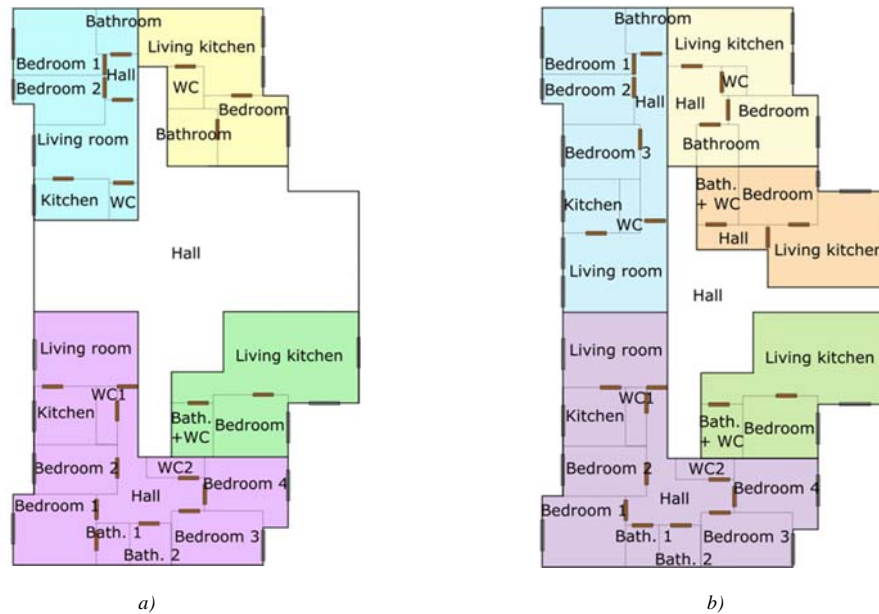 Bathroom
Living kitchen
Bedroom 1
Hall
Bedroom 2
WC
Bedroom
Bathroom
Living room
Kitchen
WC
Hall
Living room
Living kitchen
WC1
Kitchen
Bath.
+WC
Bedroom
Bedroom 2
WC2
Hall
Bedroom 4
Bedroom 1
Bath. 1
Bedroom 3
Bath. 2
a)
Bathroom
Living kitchen
Bedroom 1
WC
Bedroom 2
Hall
Hall
Bedroom
Bathroom
Bedroom 3
Bath.
+ WC
Bedroom
Kitchen
WC
Hall
Living kitchen
Living room
Hall
Living room
Living kitchen
WC1
Kitchen
Bath.
+ WC
Bedroom
Bedroom 2
WC2
Hall
Bedroom 4
Bedroom 1
Bath. 1
Bedroom 3
Bath. 2
b)